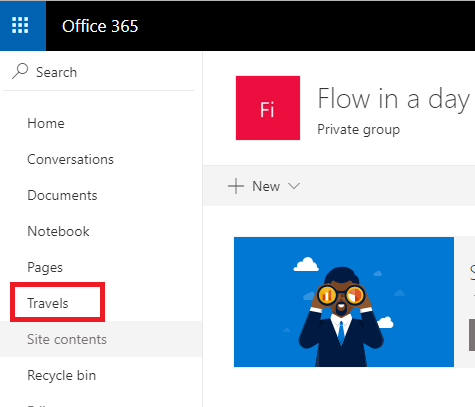 Office 365
Search
Home
Conversations
Documents
Notebook
Pages
Travels
Site contents
Recycle bin
Fi
Flow in a day
Private group
New